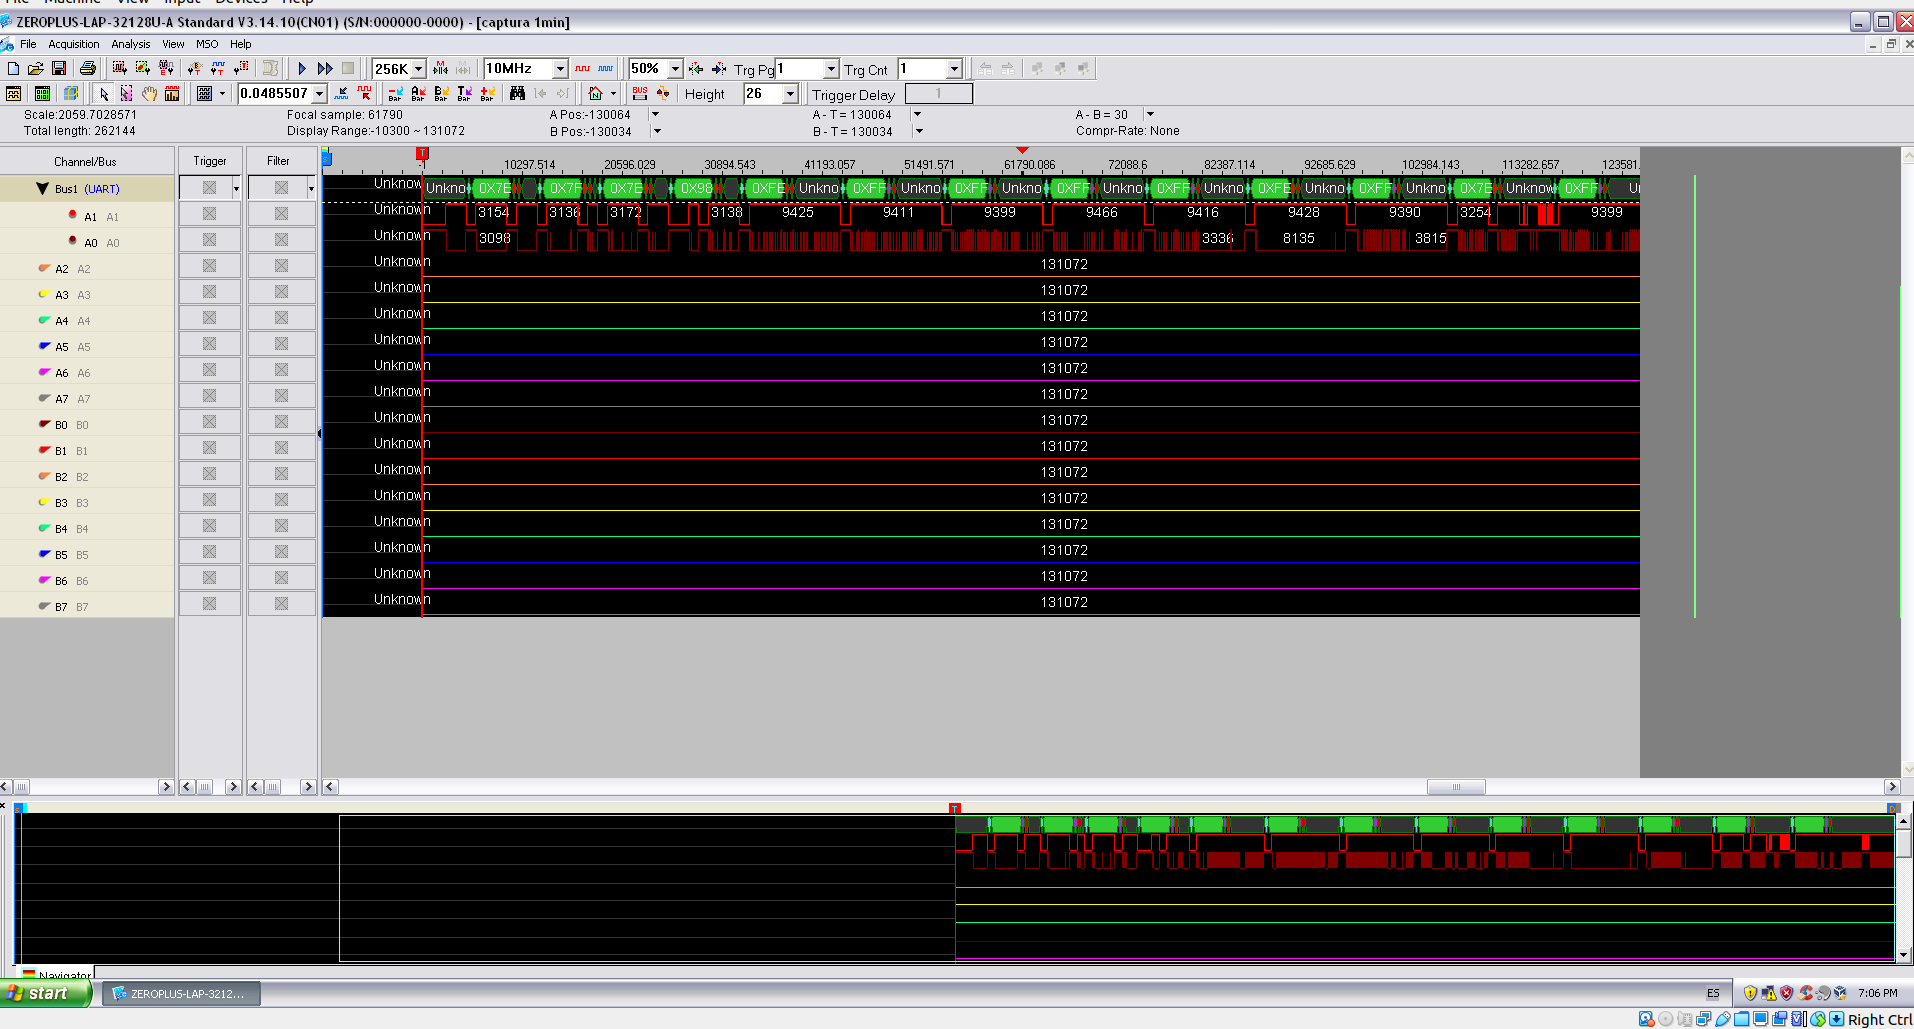 File Machine View Input Devices Help
ZEROPLUS-LAP-32128U-A Standard V3.14.10(CN01) (S/N:000000-0000) - [captura 1min]
File Acquisition Analysis View MSO Help
256K 10MHz 50% Trg Pg 1 Trg Cnt 1
0.0485507 Bar Bar Bar Bar Bar BUS Height 26 Trigger Delay 1
Scale:2059.7028571 Focal sample: 61790 A Pos:-130064 A - T = 130064 A - B = 30
Total length: 262144 Display Range:-10300 ~ 131072 B Pos:-130034 B - T = 130034 Compr-Rate: None
Channel/Bus Trigger Filter T -1 10297.514 20596.029 30894.543 41193.057 51491.571 61790.086 72088.6 82387.114 92685.629 102984.143 113282.657 123581.
Bus1 (UART) Unknow Unkno 0X7E 0X7F 0X7E 0X98 0XFE Unkno 0XFF Unkno 0XFF Unkno 0XFF Unkno 0XFF Unkno 0XFE Unkno 0XFF Unkno 0X7E Unknow 0XFF Un
A1 A1 Unknown 3154 3136 3172 3138 9425 9411 9399 9466 9416 9428 9390 3254 9399
A0 A0 Unknown 3098 3336 8135 3815
A2 A2 Unknown 131072
A3 A3 Unknown 131072
A4 A4 Unknown 131072
A5 A5 Unknown 131072
A6 A6 Unknown 131072
A7 A7 Unknown 131072
B0 B0 Unknown 131072
B1 B1 Unknown 131072
B2 B2 Unknown 131072
B3 B3 Unknown 131072
B4 B4 Unknown 131072
B5 B5 Unknown 131072
B6 B6 Unknown 131072
B7 B7 Unknown 131072
T
Navigator
start ZEROPLUS-LAP-3212... ES 7:06 PM
Right Ctrl